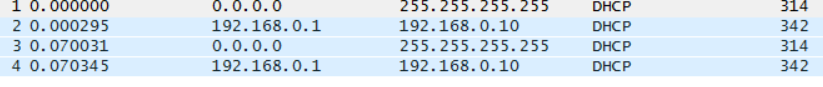 1 0.000000 0.0.0.0 255.255.255.255 DHCP 314
2 0.000295 192.168.0.1 192.168.0.10 DHCP 342
3 0.070031 0.0.0.0 255.255.255.255 DHCP 314
4 0.070345 192.168.0.1 192.168.0.10 DHCP 342